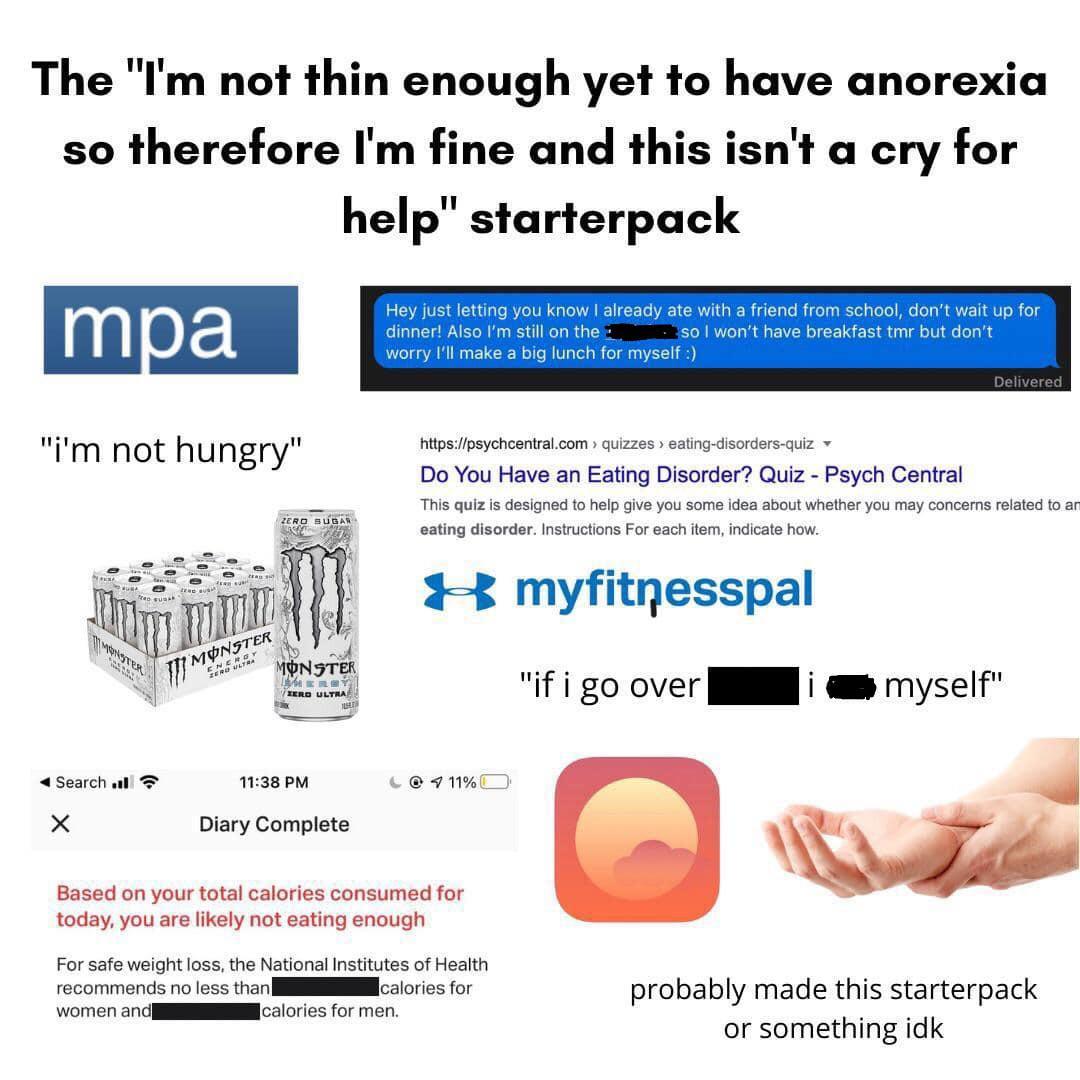 The "I'm not thin enough yet to have anorexia
so therefore I'm fine and this isn't a cry for
help" starterpack
mpa
Hey just letting you know I already ate with a friend from school, don't wait up for
dinner! Also I'm still on the so I won't have breakfast tmr but don't
worry I'll make a big lunch for myself :)
Delivered
"i'm not hungry"
https://psychcentral.com › quizzes › eating-disorders-quiz
Do You Have an Eating Disorder? Quiz - Psych Central
This quiz is designed to help give you some idea about whether you may concerns related to an
eating disorder. Instructions For each item, indicate how.
ZERO SUGAR
MONSTER
ENERGY
ZERO ULTRA
MONSTER
ENERGY
ZERO ULTRA
MONSTER
myfitnesspal
"if i go over i myself"
Search 11:38 PM 11%
Diary Complete
Based on your total calories consumed for
today, you are likely not eating enough
For safe weight loss, the National Institutes of Health
recommends no less than calories for
women and calories for men.
probably made this starterpack
or something idk